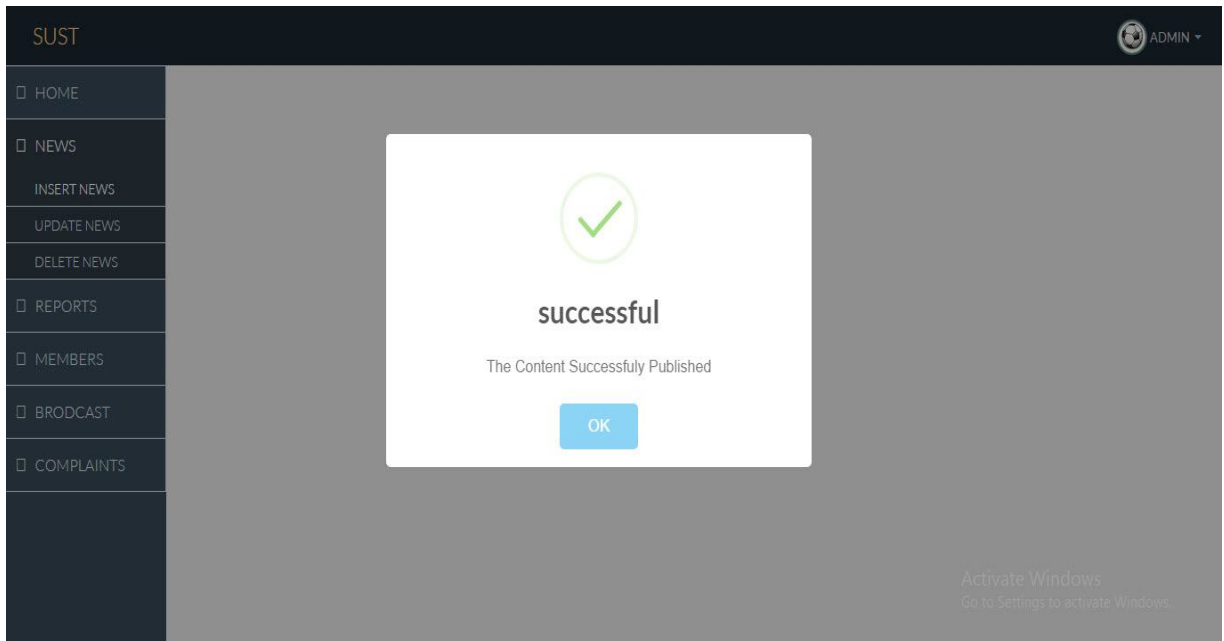 SUST
ADMIN
HOME
NEWS
INSERT NEWS
UPDATE NEWS
DELETE NEWS
REPORTS
MEMBERS
BRODCAST
COMPLAINTS
successful
The Content Successfuly Published
OK
Activate Windows
Go to Settings to activate Windows.